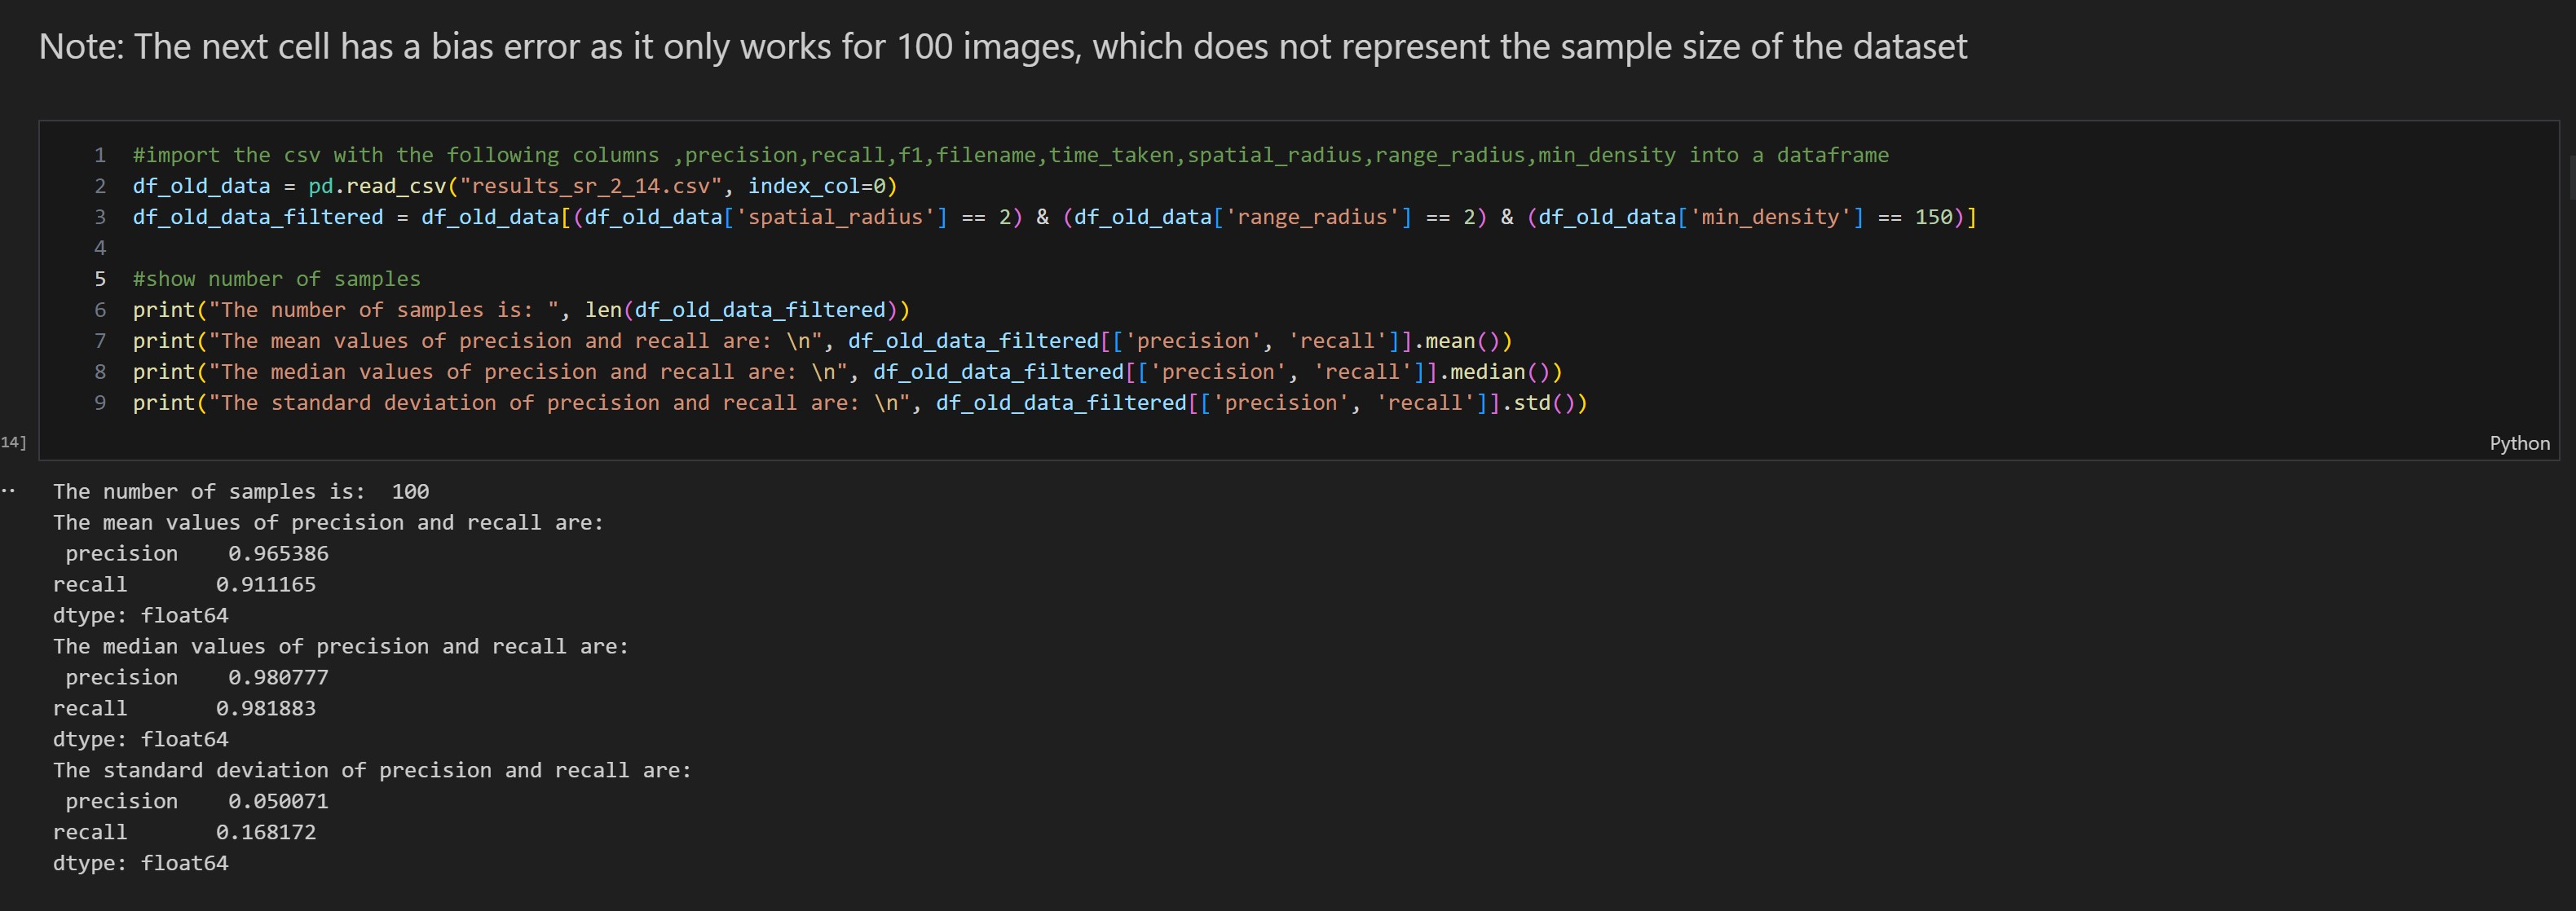 Note: The next cell has a bias error as it only works for 100 images, which does not represent the sample size of the dataset
1 #import the csv with the following columns ,precision,recall,f1,filename,time_taken,spatial_radius,range_radius,min_density into a dataframe
2 df_old_data = pd.read_csv("results_sr_2_14.csv", index_col=0)
3 df_old_data_filtered = df_old_data[(df_old_data['spatial_radius'] == 2) & (df_old_data['range_radius'] == 2) & (df_old_data['min_density'] == 150)]
4
5 #show number of samples
6 print("The number of samples is: ", len(df_old_data_filtered))
7 print("The mean values of precision and recall are: \n", df_old_data_filtered[['precision', 'recall']].mean())
8 print("The median values of precision and recall are: \n", df_old_data_filtered[['precision', 'recall']].median())
9 print("The standard deviation of precision and recall are: \n", df_old_data_filtered[['precision', 'recall']].std())
14]
Python
The number of samples is:  100
The mean values of precision and recall are:
 precision    0.965386
recall       0.911165
dtype: float64
The median values of precision and recall are:
 precision    0.980777
recall       0.981883
dtype: float64
The standard deviation of precision and recall are:
 precision    0.050071
recall       0.168172
dtype: float64